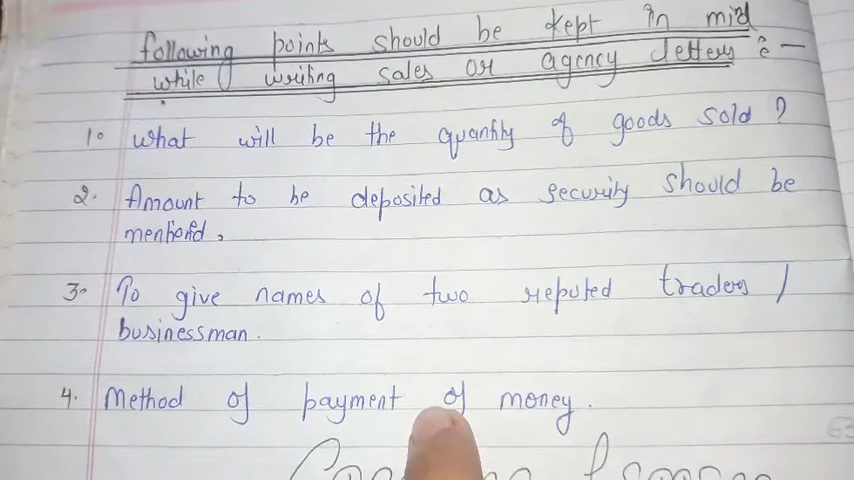 following points should be kept in mid
while writing sales or agency letters :-
1. What will be the quantity of goods sold ?
2. Amount to be deposited as security should be
mentioned.
3. To give names of two reputed traders /
businessman.
4. Method of payment of money.